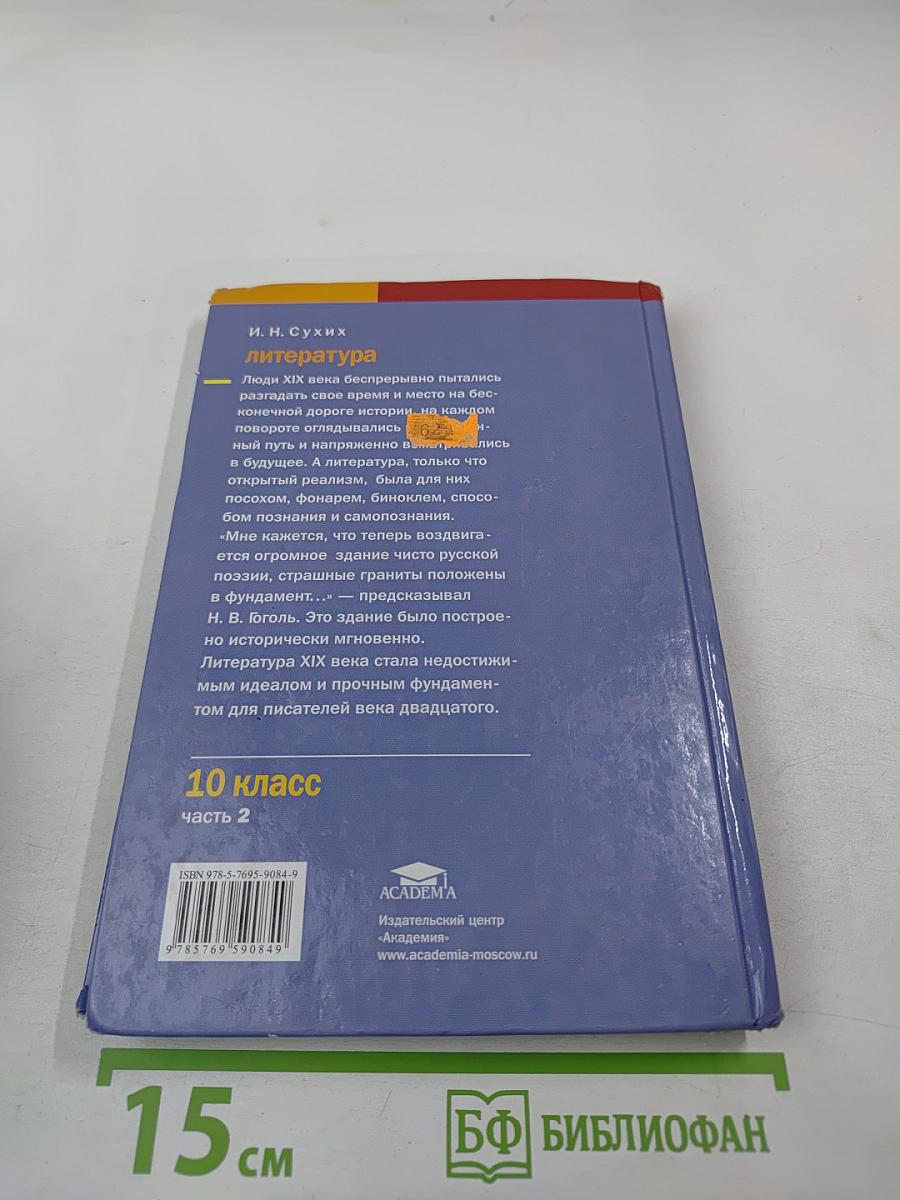 И. Н. Сухих
литература
Люди XIX века беспрерывно пытались
разгадать свое время и место на бес-
конечной дороге истории, на каждом
повороте оглядывались н-
ный путь и напряженно всматривались
в будущее. А литература, только что
открытый реализм, была для них
посохом, фонарем, биноклем, спосо-
бом познания и самопознания.
«Мне кажется, что теперь воздвига-
ется огромное здание чисто русской
поэзии, страшные граниты положены
в фундамент...» — предсказывал
Н. В. Гоголь. Это здание было построе-
но исторически мгновенно.
Литература XIX века стала недостижи-
мым идеалом и прочным фундамен-
том для писателей века двадцатого.
10 класс
часть 2
ISBN 978-5-7695-9084-9
9 785769 590849
ACADEMA
Издательский центр
«Академия»
www.academia-moscow.ru
15 см
БФ БИБЛИОФАН